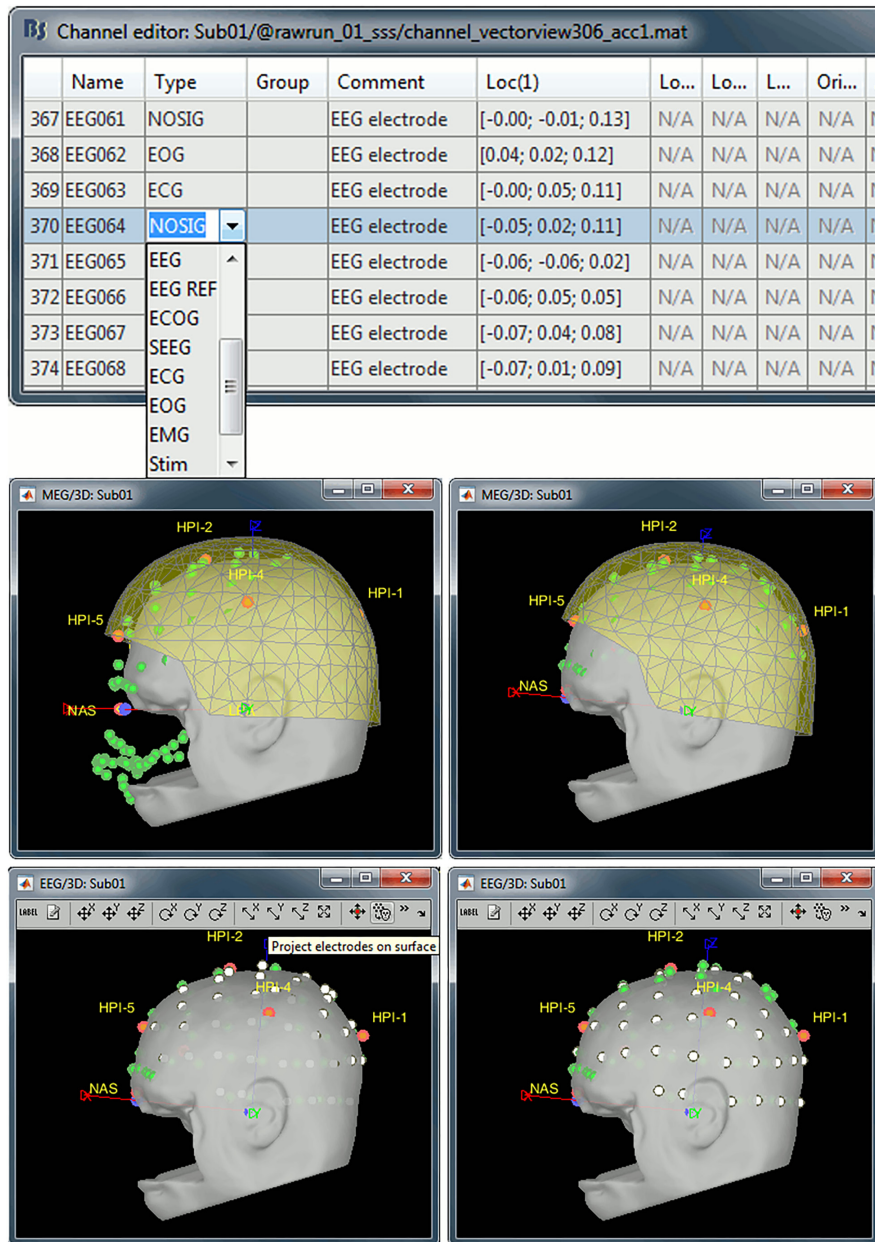 Bs Channel editor: Sub01/@rawrun_01_sss/channel_vectorview306_acc1.mat
Name Type Group Comment Loc(1) Lo... Lo... L... Ori...
367 EEG061 NOSIG EEG electrode [-0.00; -0.01; 0.13] N/A N/A N/A N/A
368 EEG062 EOG EEG electrode [0.04; 0.02; 0.12] N/A N/A N/A N/A
369 EEG063 ECG EEG electrode [-0.00; 0.05; 0.11] N/A N/A N/A N/A
370 EEG064 NOSIG EEG electrode [-0.05; 0.02; 0.11] N/A N/A N/A N/A
371 EEG065 EEG EEG electrode [-0.06; -0.06; 0.02] N/A N/A N/A N/A
372 EEG066 EEG REF EEG electrode [-0.06; 0.05; 0.05] N/A N/A N/A N/A
ECOG
373 EEG067 SEEG EEG electrode [-0.07; 0.04; 0.08] N/A N/A N/A N/A
374 EEG068 ECG EEG electrode [-0.07; 0.01; 0.09] N/A N/A N/A N/A
EOG
EMG
Stim
MEG/3D: Sub01
HPI-2
Z
HPI-4
HPI-1
HPI-5
X
NAS
LPA
Y
MEG/3D: Sub01
HPI-2
Z
HPI-4
HPI-5
HPI-1
NAS
X
Y
EEG/3D: Sub01
LABEL X Y Z X Y Z X Y Z »
HPI-2
Project electrodes on surface
HPI-4
HPI-5
HPI-1
NAS
X
Y
EEG/3D: Sub01
LABEL X Y Z X Y Z X Y Z »
HPI-2
Z
HPI-4
HPI-5
HPI-1
NAS
X
Y